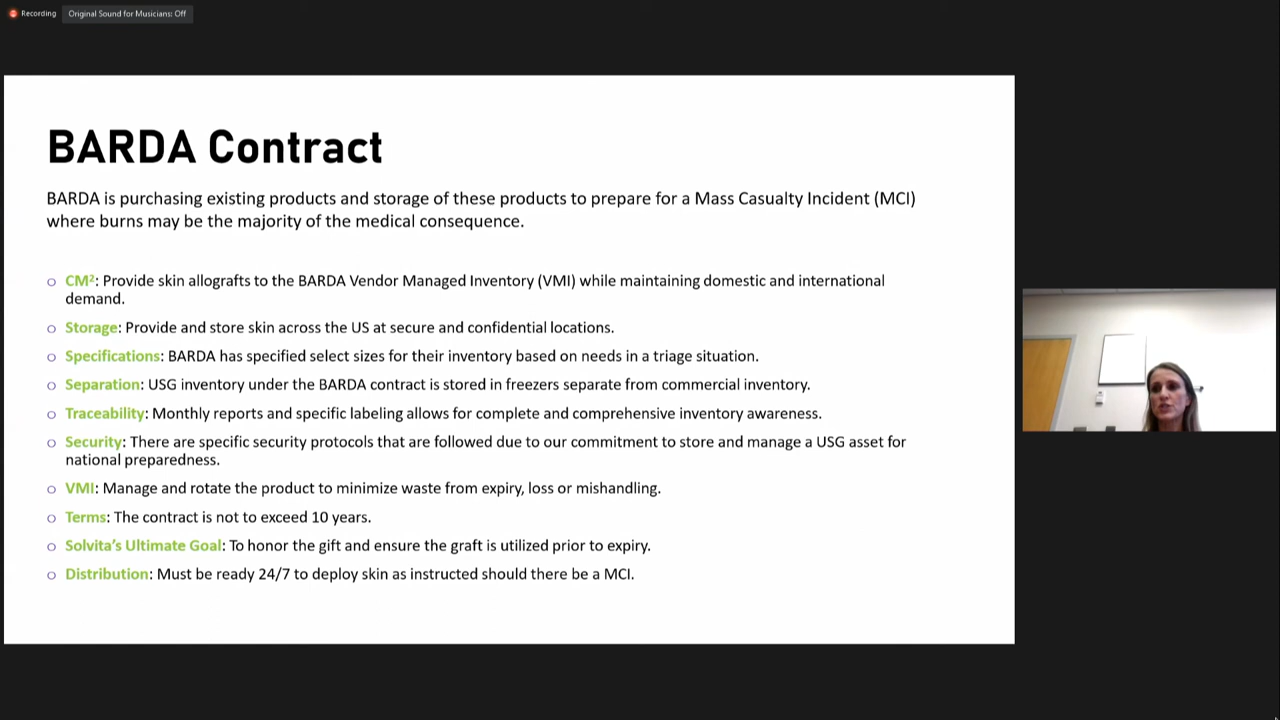 Recording
Original Sound for Musicians: Off
BARDA Contract
BARDA is purchasing existing products and storage of these products to prepare for a Mass Casualty Incident (MCI)
where burns may be the majority of the medical consequence.
o CM²: Provide skin allografts to the BARDA Vendor Managed Inventory (VMI) while maintaining domestic and international
demand.
o Storage: Provide and store skin across the US at secure and confidential locations.
o Specifications: BARDA has specified select sizes for their inventory based on needs in a triage situation.
o Separation: USG inventory under the BARDA contract is stored in freezers separate from commercial inventory.
o Traceability: Monthly reports and specific labeling allows for complete and comprehensive inventory awareness.
o Security: There are specific security protocols that are followed due to our commitment to store and manage a USG asset for
national preparedness.
o VMI: Manage and rotate the product to minimize waste from expiry, loss or mishandling.
o Terms: The contract is not to exceed 10 years.
o Solvita’s Ultimate Goal: To honor the gift and ensure the graft is utilized prior to expiry.
o Distribution: Must be ready 24/7 to deploy skin as instructed should there be a MCI.